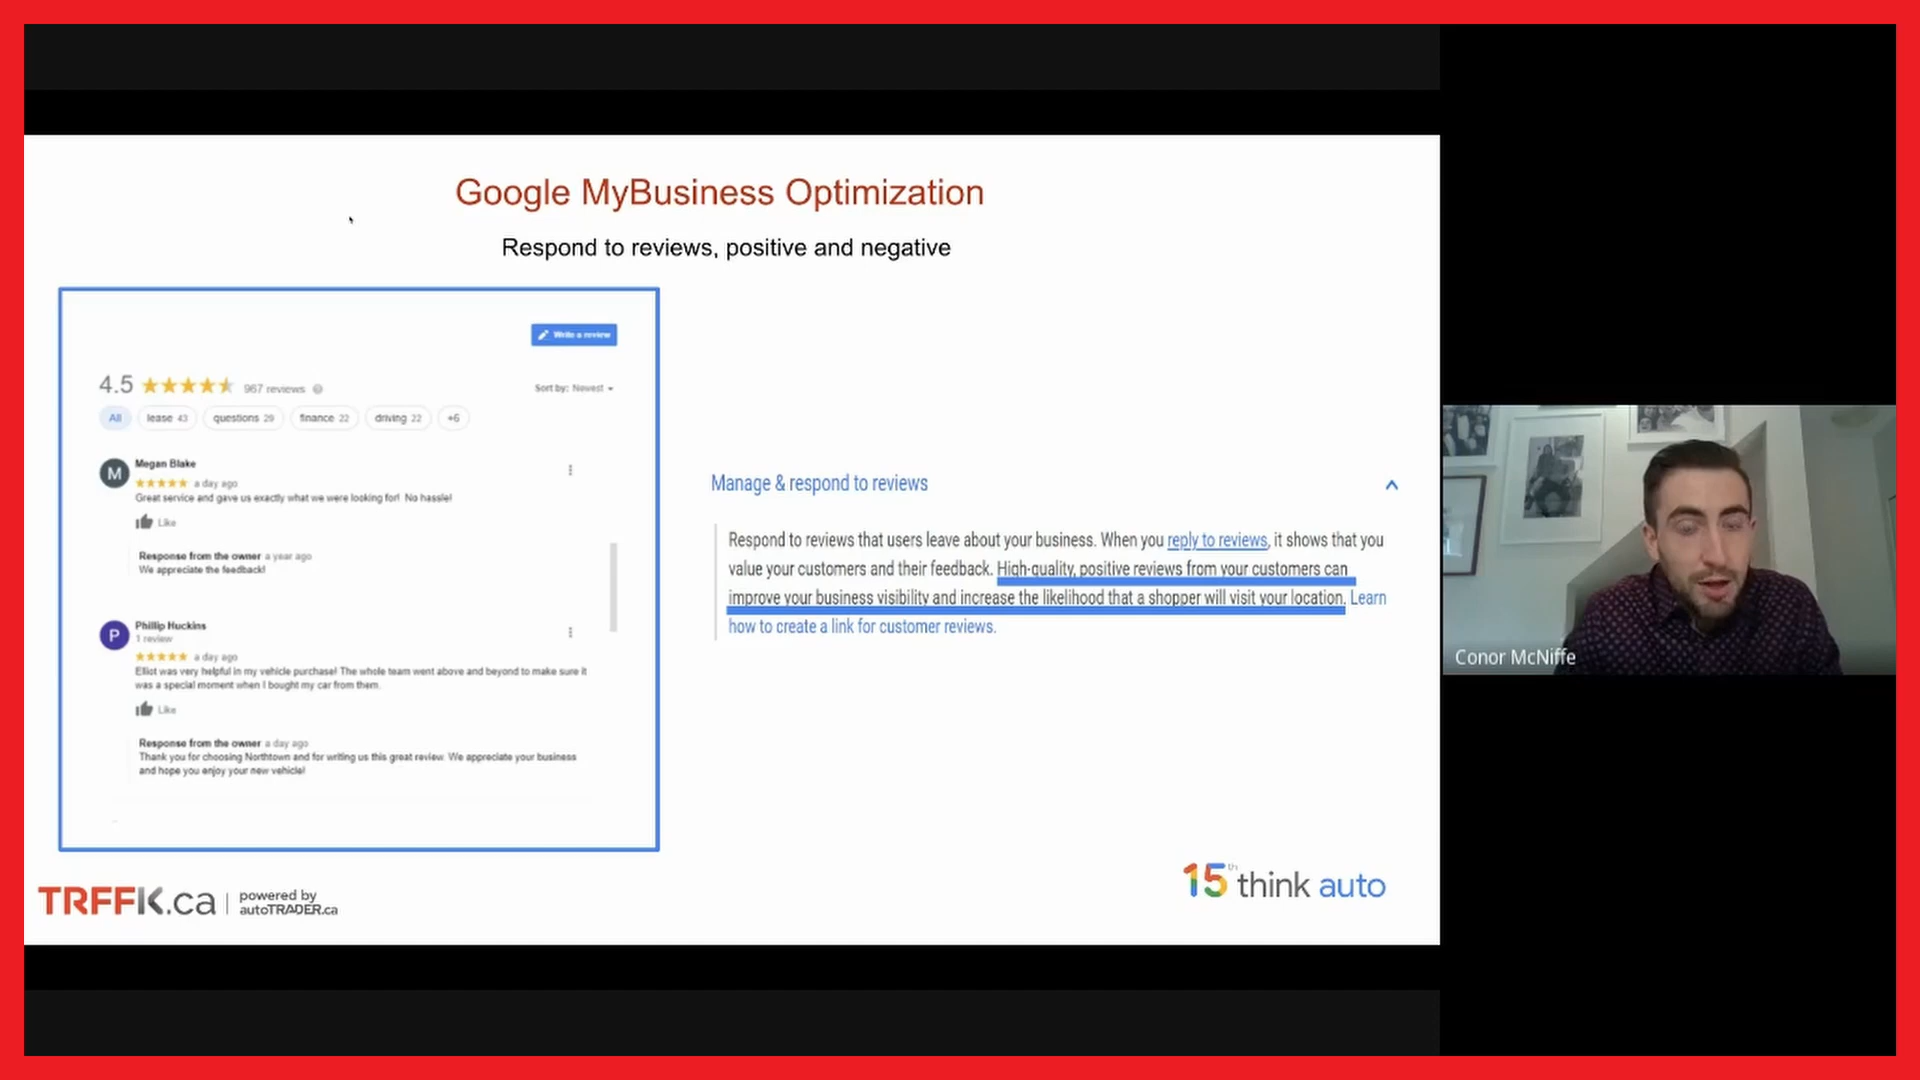 Google MyBusiness Optimization
Respond to reviews, positive and negative
Write a review
4.5 967 reviews
Sort by: Newest
All lease 43 questions 29 finance 22 driving 22 +6
M
Megan Blake
a day ago
Great service and gave us exactly what we were looking for! No hassle!
Like
Response from the owner a year ago
We appreciate the feedback!
P
Phillip Huckins
1 review
a day ago
Elliot was very helpful in my vehicle purchase! The whole team went above and beyond to make sure it
was a special moment when I bought my car from them.
Like
Response from the owner a day ago
Thank you for choosing Northtown and for writing us this great review. We appreciate your business
and hope you enjoy your new vehicle!
Manage & respond to reviews
Respond to reviews that users leave about your business. When you reply to reviews, it shows that you
value your customers and their feedback. High-quality, positive reviews from your customers can
improve your business visibility and increase the likelihood that a shopper will visit your location. Learn
how to create a link for customer reviews.
Conor McNiffe
TRFFK.ca | powered by
autoTRADER.ca
15th think auto